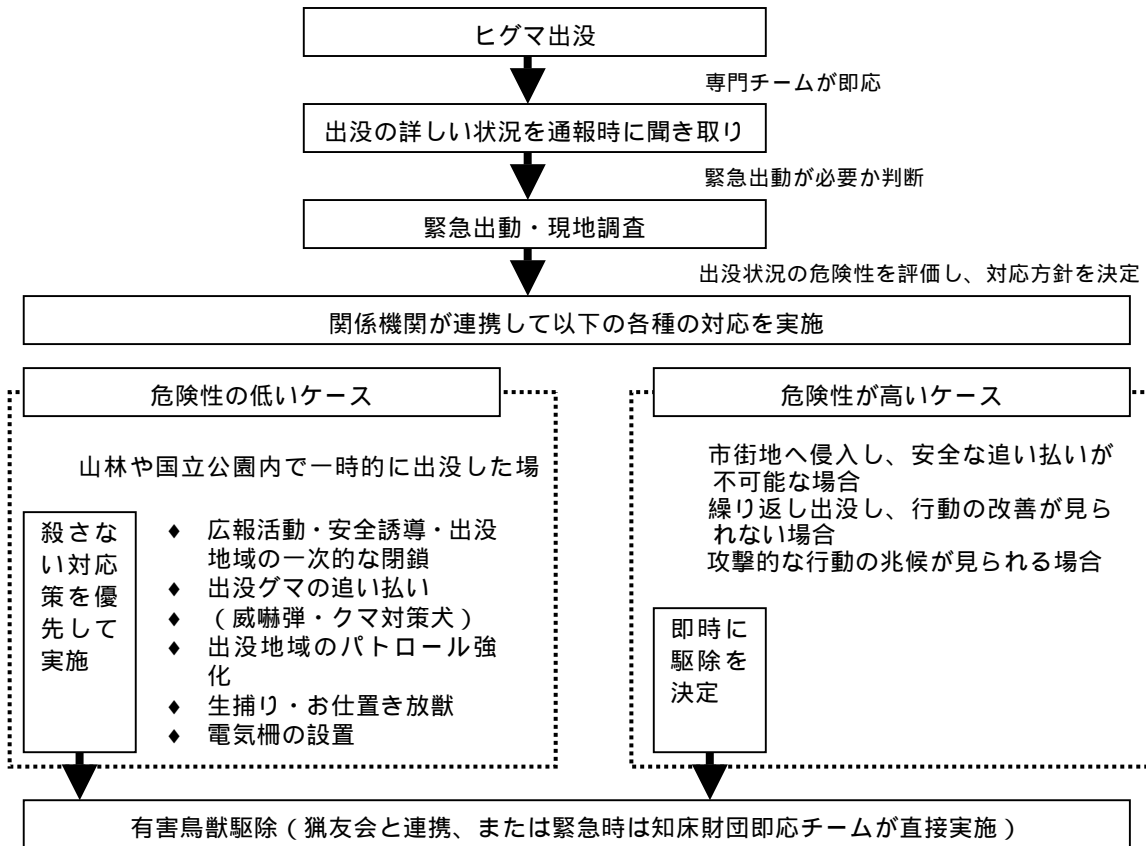 ヒグマ出没
専門チームが即応
出没の詳しい状況を通報時に聞き取り
緊急出動が必要か判断
緊急出動・現地調査
出没状況の危険性を評価し、対応方針を決定
関係機関が連携して以下の各種の対応を実施
危険性の低いケース
山林や国立公園内で一時的に出没した場
殺さな
い対応
策を優
先して
実施
♦ 広報活動・安全誘導・出没
地域の一次的な閉鎖
♦ 出没グマの追い払い
♦ (威嚇弾・クマ対策犬)
♦ 出没地域のパトロール強
化
♦ 生捕り・お仕置き放獣
♦ 電気柵の設置
危険性が高いケース
市街地へ侵入し、安全な追い払いが
不可能な場合
繰り返し出没し、行動の改善が見ら
れない場合
攻撃的な行動の兆候が見られる場合
即時に
駆除を
決定
有害鳥獣駆除(猟友会と連携、または緊急時は知床財団即応チームが直接実施)